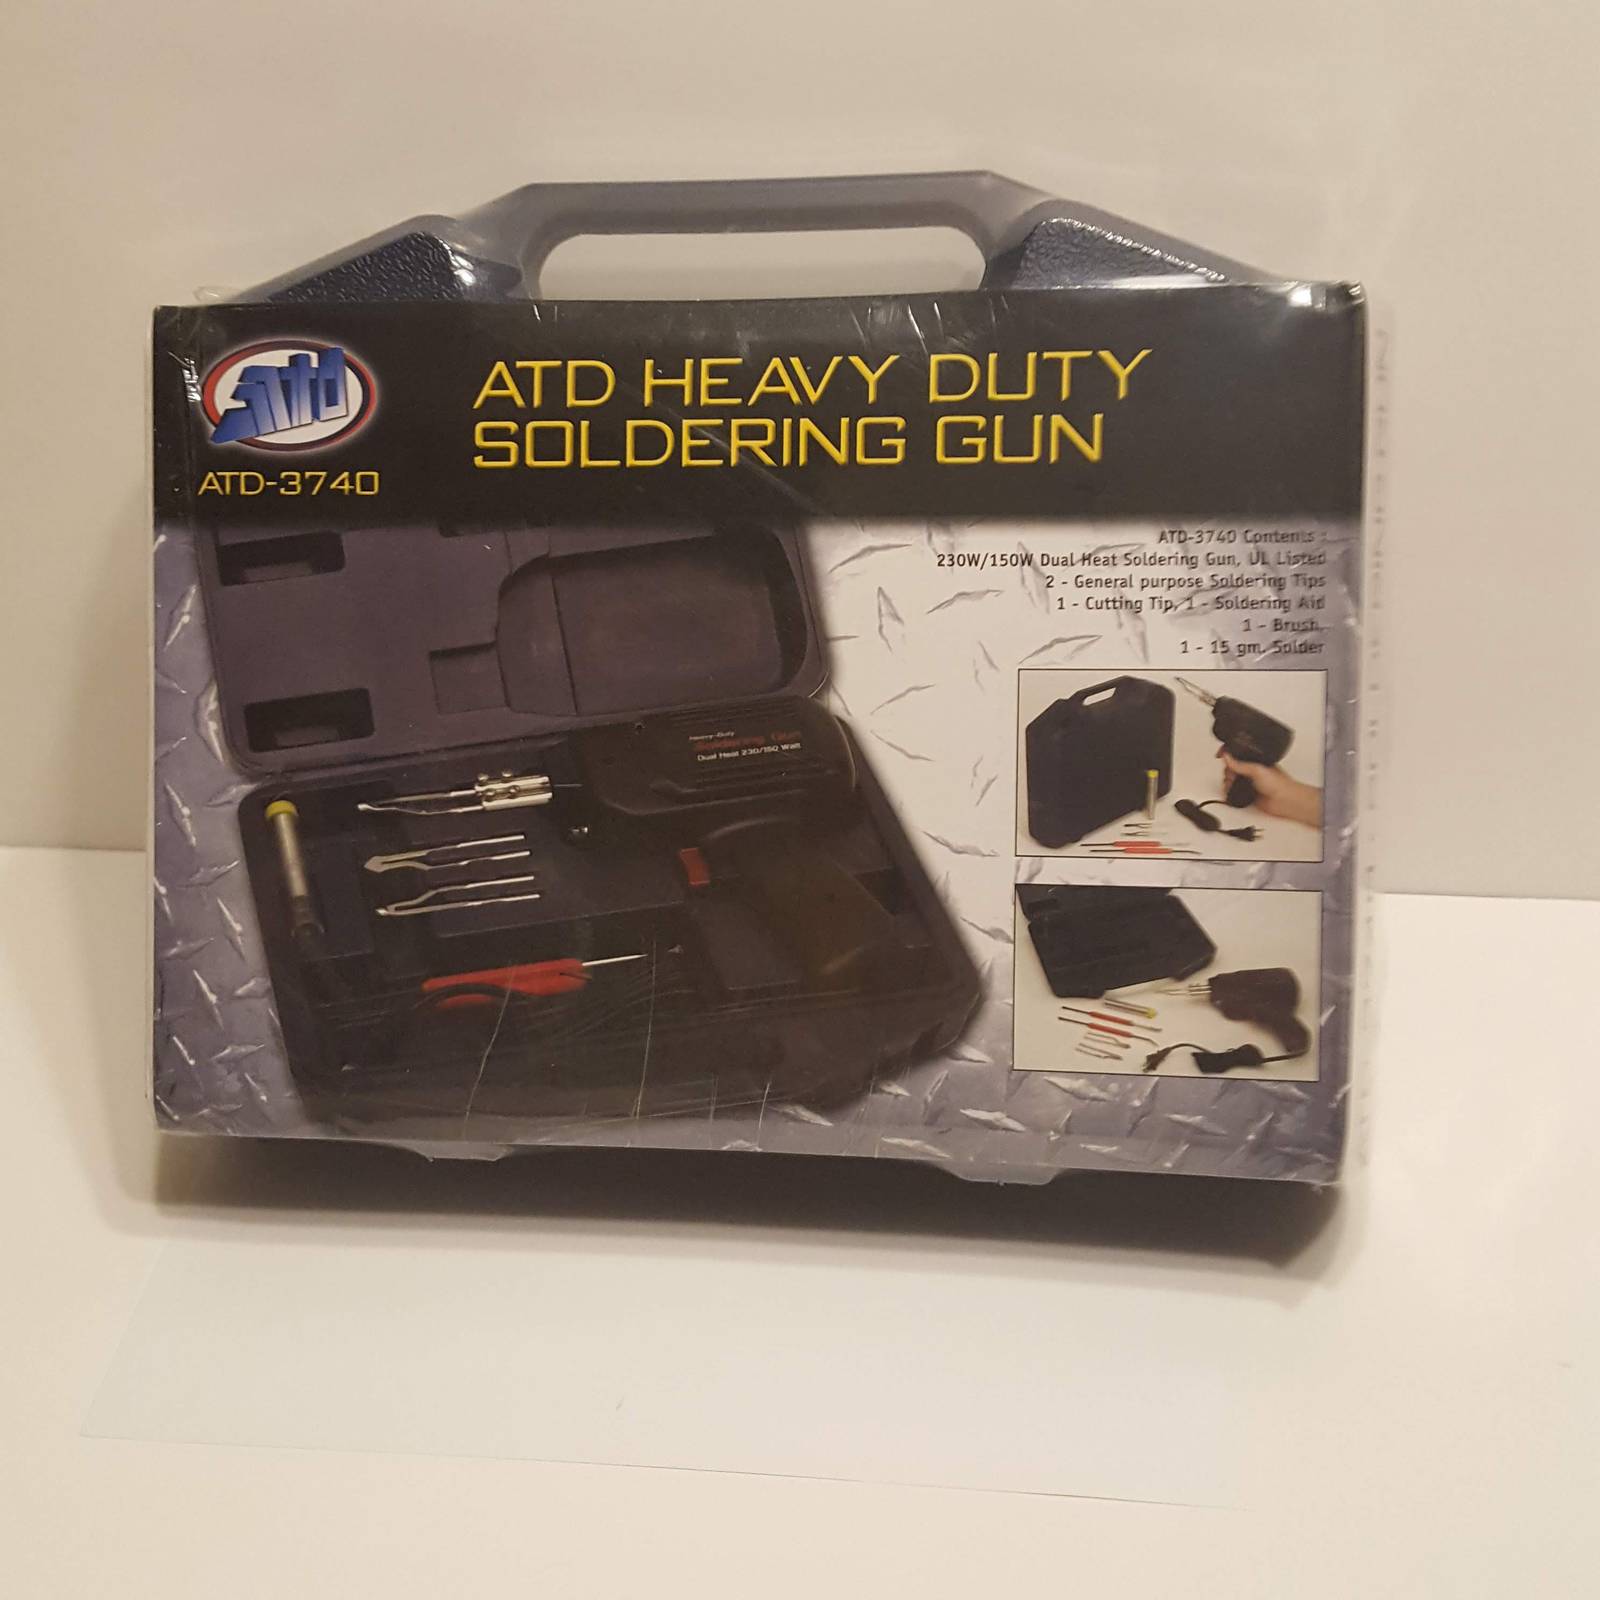 atd
ATD-3740
ATD HEAVY DUTY
SOLDERING GUN
ATD-3740 Contents :
230W/150W Dual Heat Soldering Gun, UL Listed
2 - General purpose Soldering Tips
1 - Cutting Tip, 1 - Soldering Aid
1 - Brush,
1 - 15 gm. Solder
Heavy-Duty
Soldering Gun
Dual Heat 230/150 Watt